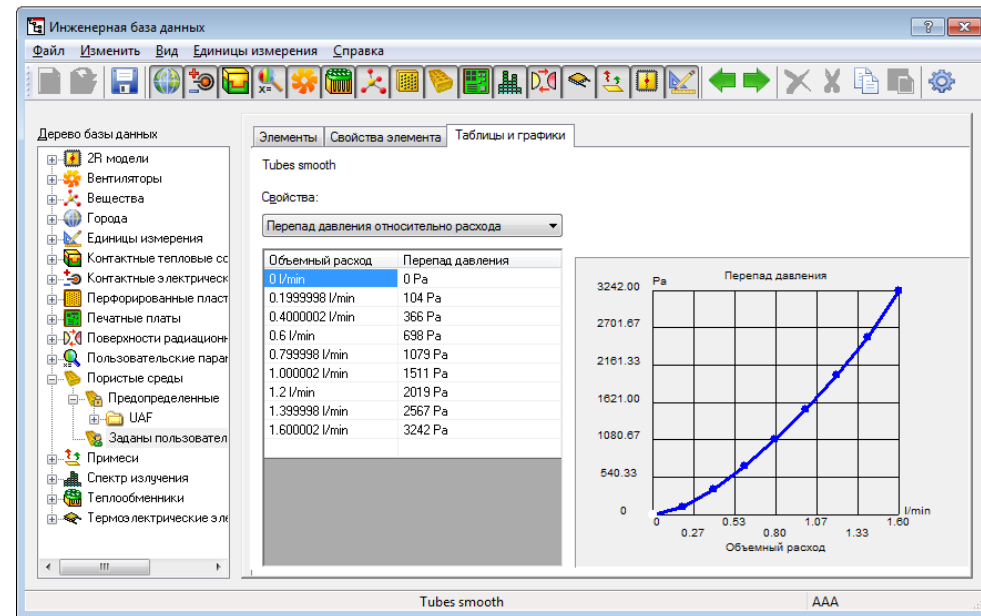 Инженерная база данных
Файл Изменить Вид Единицы измерения Справка
Дерево базы данных
2R модели
Вентиляторы
Вещества
Города
Единицы измерения
Контактные тепловые сс
Контактные электрическ
Перфорированные пласт
Печатные платы
Поверхности радиационн
Пользовательские парам
Пористые среды
Предопределенные
UAF
Заданы пользовател
Примеси
Спектр излучения
Теплообменники
Термоэлектрические эле
Элементы Свойства элемента Таблицы и графики
Tubes smooth
Свойства:
Перепад давления относительно расхода
Объемный расход Перепад давления
0 l/min 0 Pa
0.1999998 l/min 104 Pa
0.4000002 l/min 366 Pa
0.6 l/min 698 Pa
0.799998 l/min 1079 Pa
1.000002 l/min 1511 Pa
1.2 l/min 2019 Pa
1.399998 l/min 2567 Pa
1.600002 l/min 3242 Pa
Pa Перепад давления
3242.00
2701.67
2161.33
1621.00
1080.67
540.33
0
l/min
0 0.53 1.07 1.60
0.27 0.80 1.33
Объемный расход
Tubes smooth AAA